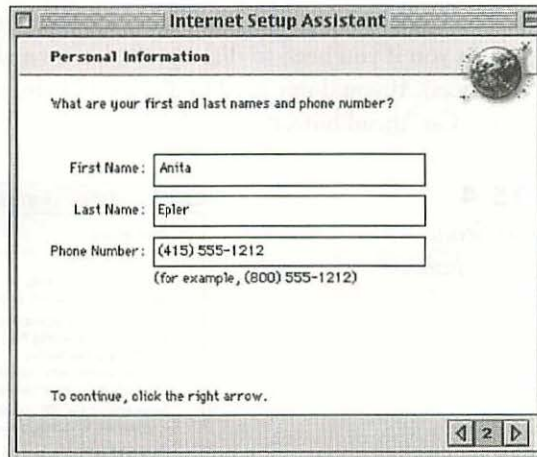 Internet Setup Assistant
Personal Information
What are your first and last names and phone number?
First Name: Anita
Last Name: Epler
Phone Number: (415) 555-1212
(for example, (800) 555-1212)
To continue, click the right arrow.
2